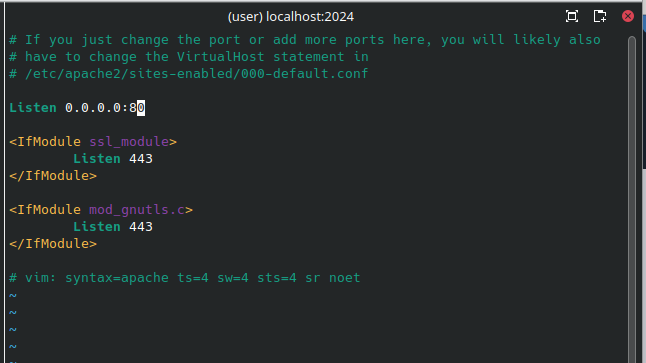 (user) localhost:2024
# If you just change the port or add more ports here, you will likely also
# have to change the VirtualHost statement in
# /etc/apache2/sites-enabled/000-default.conf
Listen 0.0.0.0:80
<IfModule ssl_module>
Listen 443
</IfModule>
<IfModule mod_gnutls.c>
Listen 443
</IfModule>
# vim: syntax=apache ts=4 sw=4 sts=4 sr noet
~
~
~
~
~